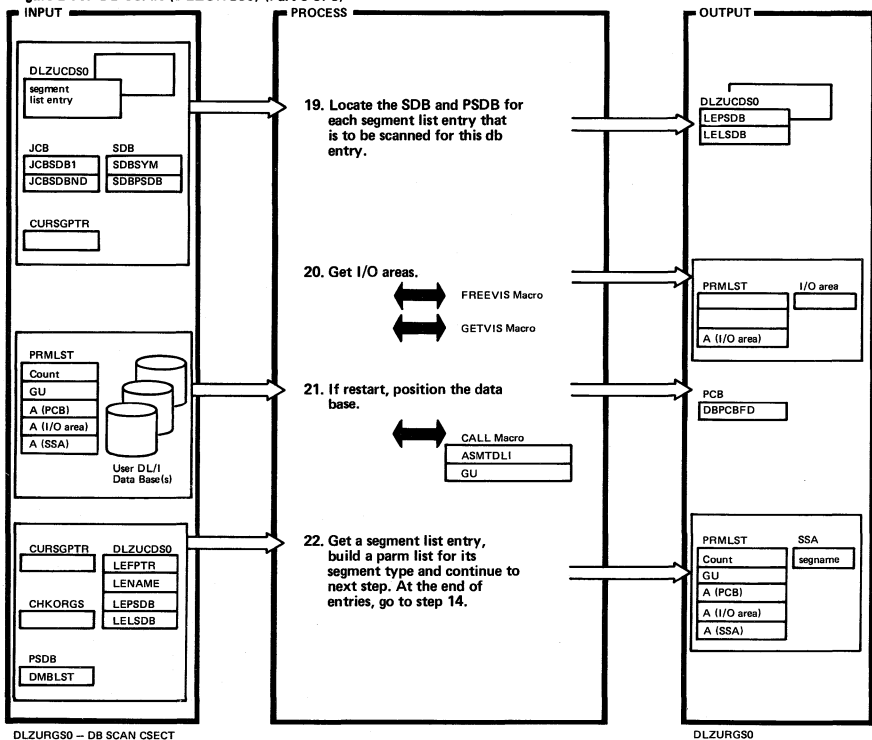 INPUT
PROCESS
OUTPUT
DLZUCDS0
segment
list entry
JCB
SDB
JCBSDB1
SDBSYM
JCBSDBND
SDBPSDB
CURSGPTR
19. Locate the SDB and PSDB for
each segment list entry that
is to be scanned for this db
entry.
DLZUCDS0
LEPSDB
LELSDB
20. Get I/O areas.
FREEVIS Macro
GETVIS Macro
PRMLST
I/O area
A (I/O area)
PRMLST
Count
GU
A (PCB)
A (I/O area)
A (SSA)
User DL/I
Data Base(s)
21. If restart, position the data
base.
CALL Macro
ASMTDLI
GU
PCB
DBPCBFD
CURSGPTR
DLZUCDS0
LEFPTR
LENAME
CHKORGS
LEPSDB
LELSDB
PSDB
DMBLST
22. Get a segment list entry,
build a parm list for its
segment type and continue to
next step. At the end of
entries, go to step 14.
PRMLST
SSA
Count
segname
GU
A (PCB)
A (I/O area)
A (SSA)
DLZURGS0 – DB SCAN CSECT
DLZURGS0